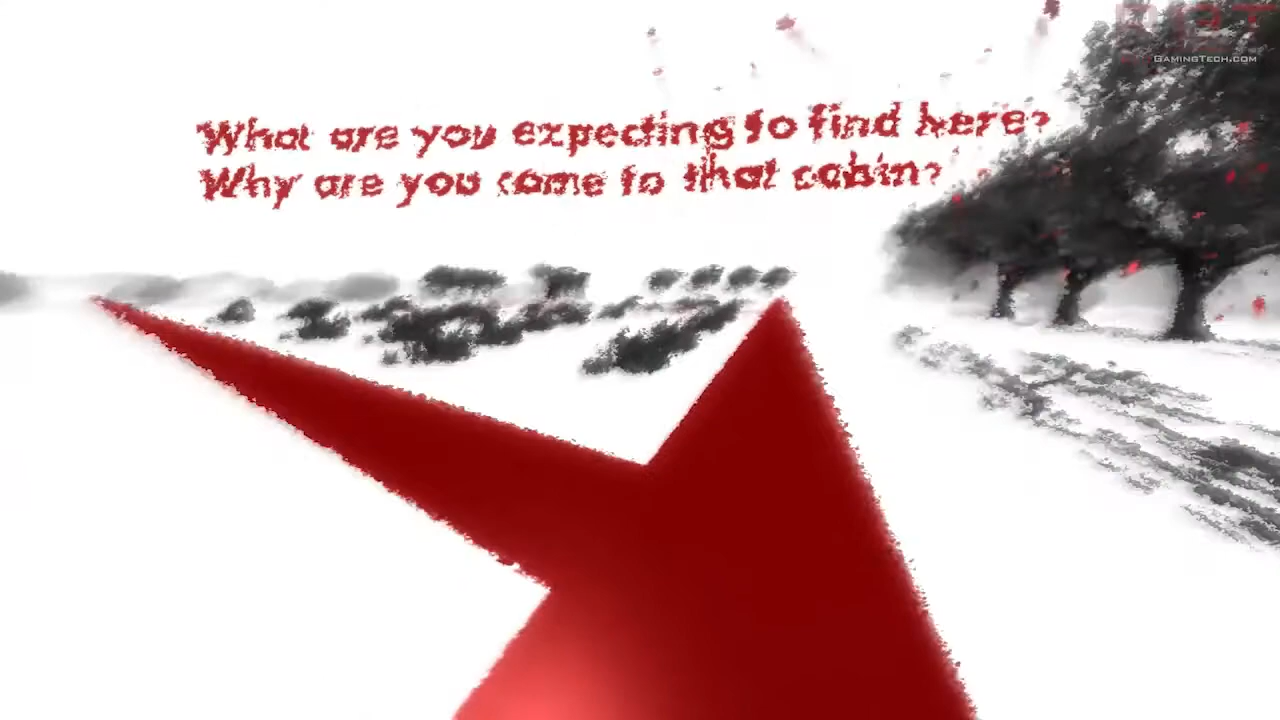 GamingTech.com
What are you expecting to find here?
Why are you come to that cabin?